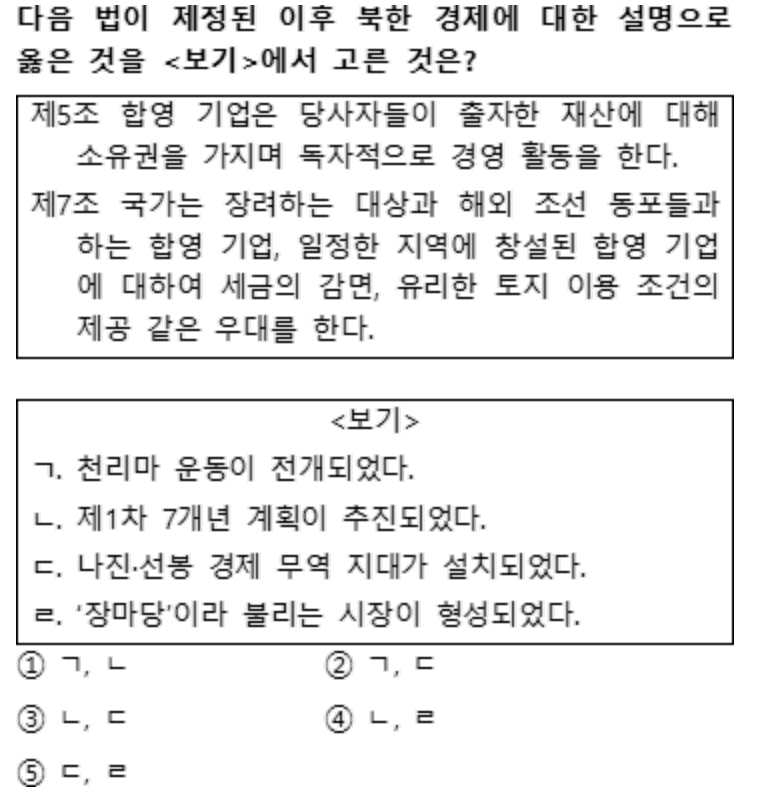 다음 법이 제정된 이후 북한 경제에 대한 설명으로
옳은 것을 <보기>에서 고른 것은?
제5조 합영 기업은 당사자들이 출자한 재산에 대해
소유권을 가지며 독자적으로 경영 활동을 한다.
제7조 국가는 장려하는 대상과 해외 조선 동포들과
하는 합영 기업, 일정한 지역에 창설된 합영 기업
에 대하여 세금의 감면, 유리한 토지 이용 조건의
제공 같은 우대를 한다.
<보기>
ㄱ. 천리마 운동이 전개되었다.
ㄴ. 제1차 7개년 계획이 추진되었다.
ㄷ. 나진·선봉 경제 무역 지대가 설치되었다.
ㄹ. '장마당'이라 불리는 시장이 형성되었다.
① ㄱ, ㄴ ② ㄱ, ㄷ
③ ㄴ, ㄷ ④ ㄴ, ㄹ
⑤ ㄷ, ㄹ